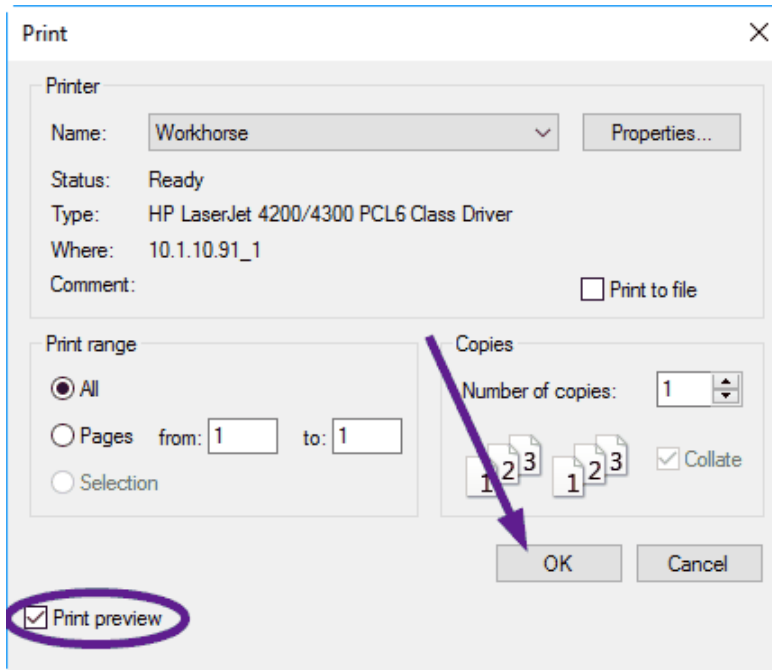 Print
Printer
Name: Workhorse Properties...
Status: Ready
Type: HP LaserJet 4200/4300 PCL6 Class Driver
Where: 10.1.10.91_1
Comment: Print to file
Print range
All
Pages from: 1 to: 1
Selection
Copies
Number of copies: 1
1 2 3 1 2 3 Collate
OK Cancel
Print preview